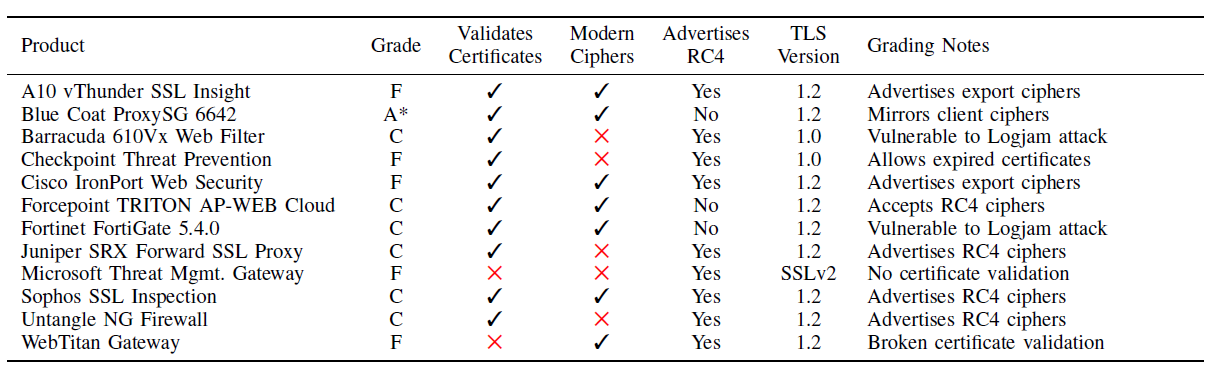 Product Grade Validates Certificates Modern Ciphers Advertises RC4 TLS Version Grading Notes
A10 vThunder SSL Insight F ✓ ✓ Yes 1.2 Advertises export ciphers
Blue Coat ProxySG 6642 A* ✓ ✓ No 1.2 Mirrors client ciphers
Barracuda 610Vx Web Filter C ✓ ✗ Yes 1.0 Vulnerable to Logjam attack
Checkpoint Threat Prevention F ✓ ✗ Yes 1.0 Allows expired certificates
Cisco IronPort Web Security F ✓ ✓ Yes 1.2 Advertises export ciphers
Forcepoint TRITON AP-WEB Cloud C ✓ ✓ No 1.2 Accepts RC4 ciphers
Fortinet FortiGate 5.4.0 C ✓ ✓ No 1.2 Vulnerable to Logjam attack
Juniper SRX Forward SSL Proxy C ✓ ✗ Yes 1.2 Advertises RC4 ciphers
Microsoft Threat Mgmt. Gateway F ✗ ✗ Yes SSLv2 No certificate validation
Sophos SSL Inspection C ✓ ✓ Yes 1.2 Advertises RC4 ciphers
Untangle NG Firewall C ✓ ✗ Yes 1.2 Advertises RC4 ciphers
WebTitan Gateway F ✗ ✓ Yes 1.2 Broken certificate validation